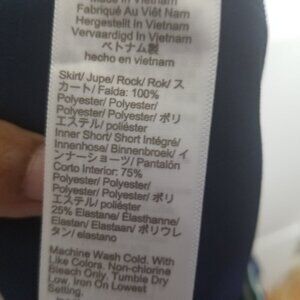 Made in Vietnam
Fabriqué Au Viêt Nam
Hergestellt in Vietnam
Vervaardigd In Vietnam
ベトナム製
hecho en vietnam
Skirt/ Jupe/ Rock/ Rok/ ス
カート/ Falda: 100%
Polyester/ Polyester/
Polyester/ Polyester/ ポリ
エステル/ poliéster
Inner Short/ Short Intégré/
Innenhose/ Binnenbroek/ イ
ンナーショーツ/ Pantalón
Corto Interior: 75%
Polyester/ Polyester/
Polyester/ Polyester/ ポリ
エステル/ poliéster
25% Elastane/ Élasthanne/
Elastan/ Elastaan/ ポリウレ
タン/ elastano
Machine Wash Cold. With
Like Colors. Non-chlorine
Bleach Only. Tumble Dry
Low, Iron On Lowest
Setting.